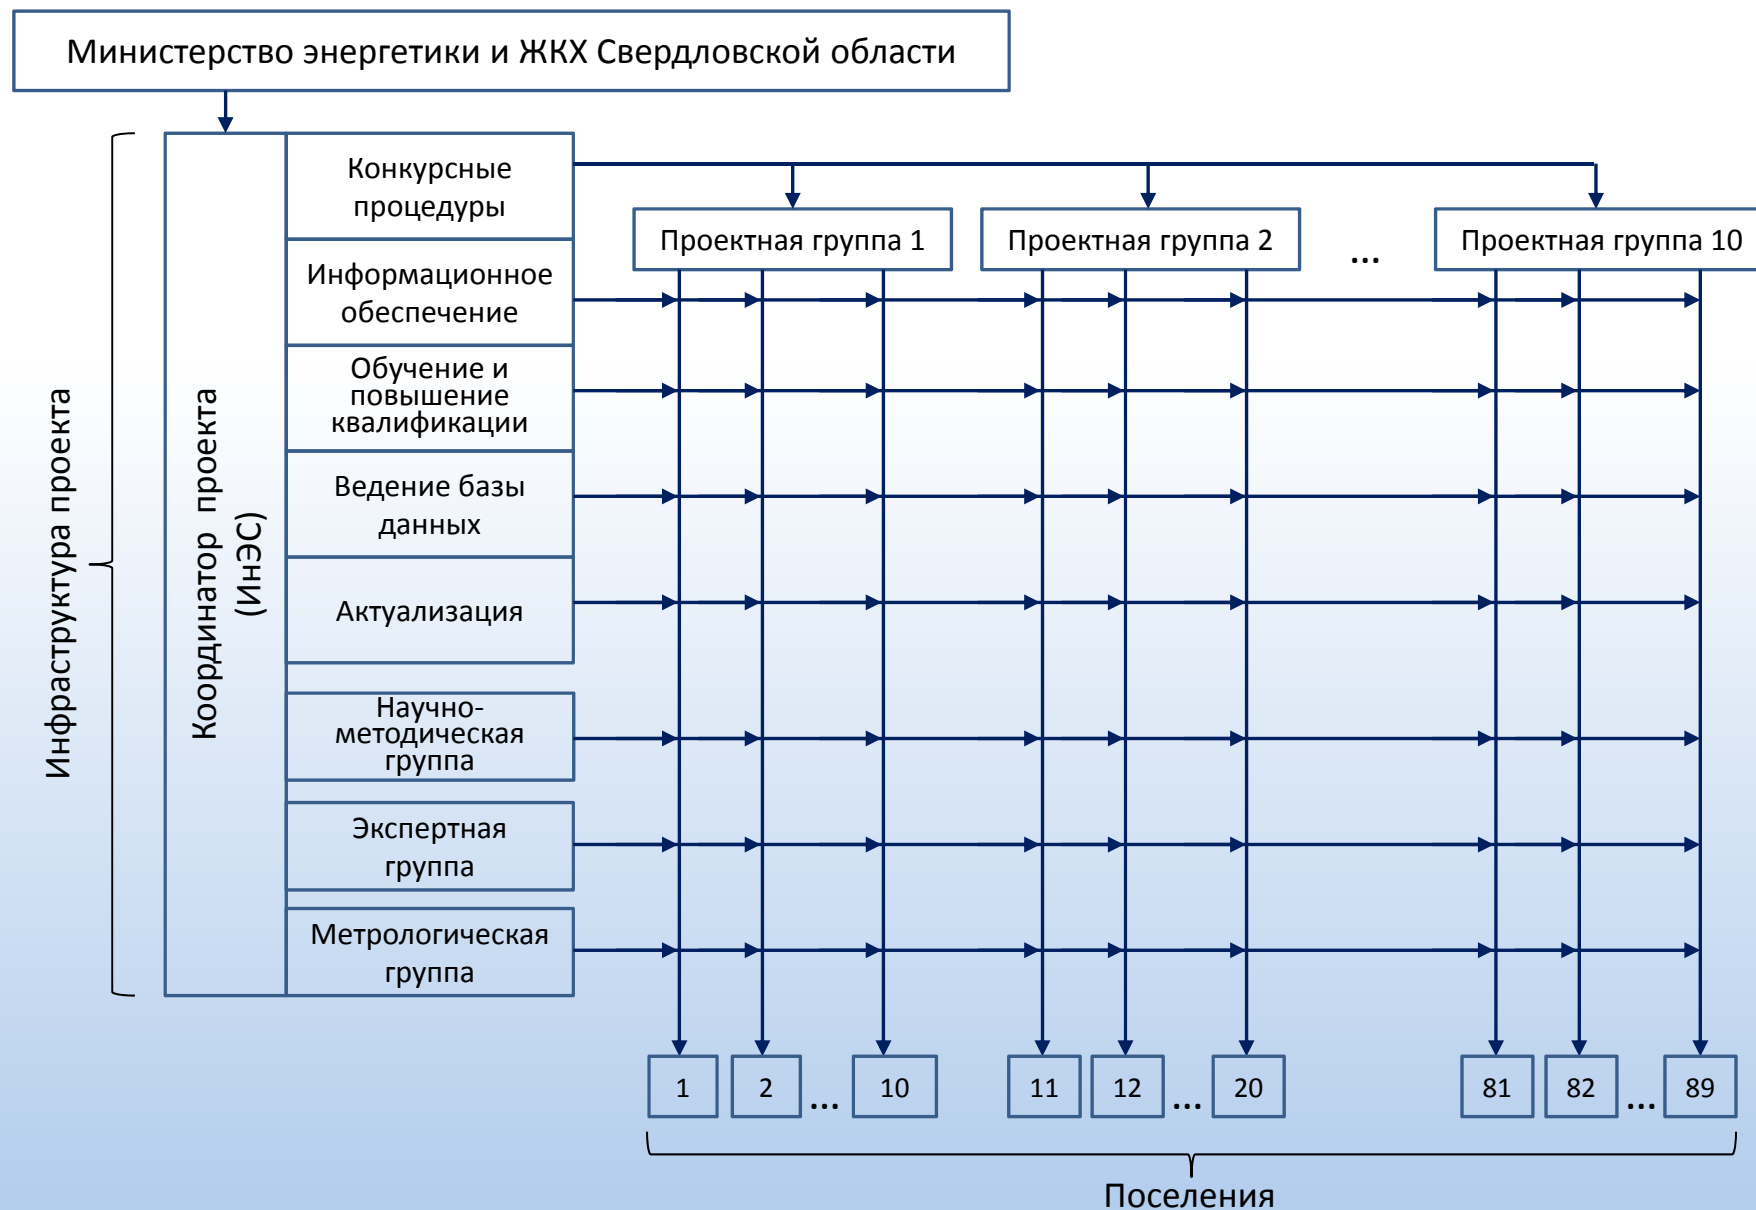 Министерство энергетики и ЖКХ Свердловской области
Инфраструктура проекта
Координатор проекта
(ИнЭС)
Конкурсные
процедуры
Информационное
обеспечение
Обучение и
повышение
квалификации
Ведение базы
данных
Актуализация
Научно-
методическая
группа
Экспертная
группа
Метрологическая
группа
Проектная группа 1
Проектная группа 2
...
Проектная группа 10
1
2
...
10
11
12
...
20
81
82
...
89
Поселения